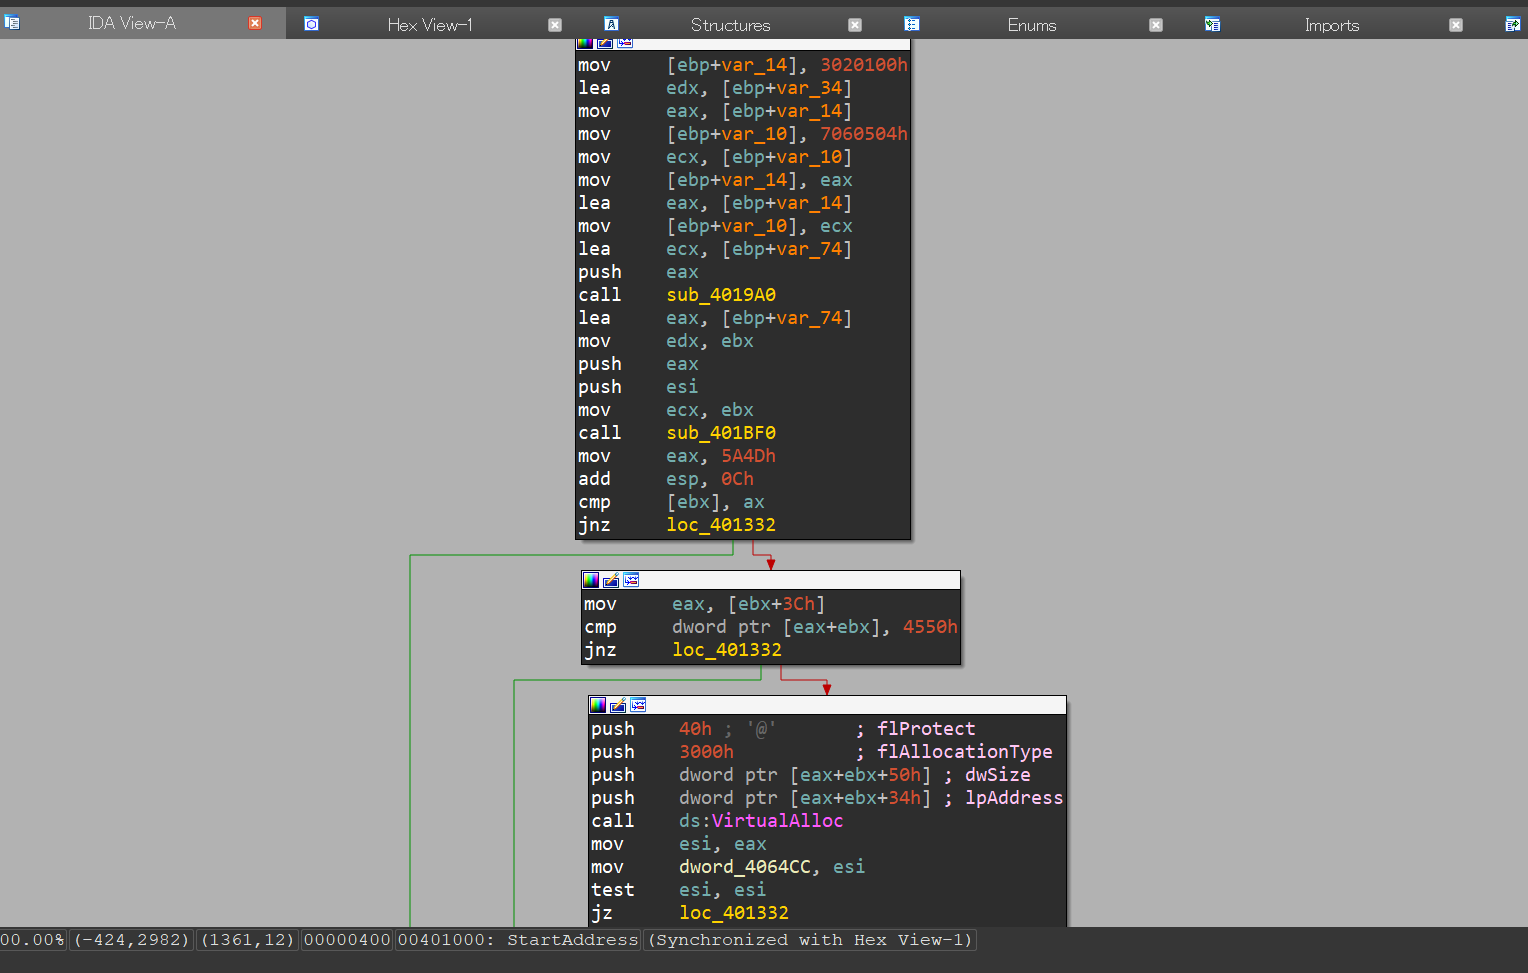 IDA View-A Hex View-1 Structures Enums Imports
mov [ebp+var_14], 3020100h
lea edx, [ebp+var_34]
mov eax, [ebp+var_14]
mov [ebp+var_10], 7060504h
mov ecx, [ebp+var_10]
mov [ebp+var_14], eax
lea eax, [ebp+var_14]
mov [ebp+var_10], ecx
lea ecx, [ebp+var_74]
push eax
call sub_4019A0
lea eax, [ebp+var_74]
mov edx, ebx
push eax
push esi
mov ecx, ebx
call sub_401BF0
mov eax, 5A4Dh
add esp, 0Ch
cmp [ebx], ax
jnz loc_401332
mov eax, [ebx+3Ch]
cmp dword ptr [eax+ebx], 4550h
jnz loc_401332
push 40h ; '@' ; flProtect
push 3000h ; flAllocationType
push dword ptr [eax+ebx+50h] ; dwSize
push dword ptr [eax+ebx+34h] ; lpAddress
call ds:VirtualAlloc
mov esi, eax
mov dword_4064CC, esi
test esi, esi
jz loc_401332
00.00% (-424,2982) (1361,12) 00000400 00401000: StartAddress (Synchronized with Hex View-1)